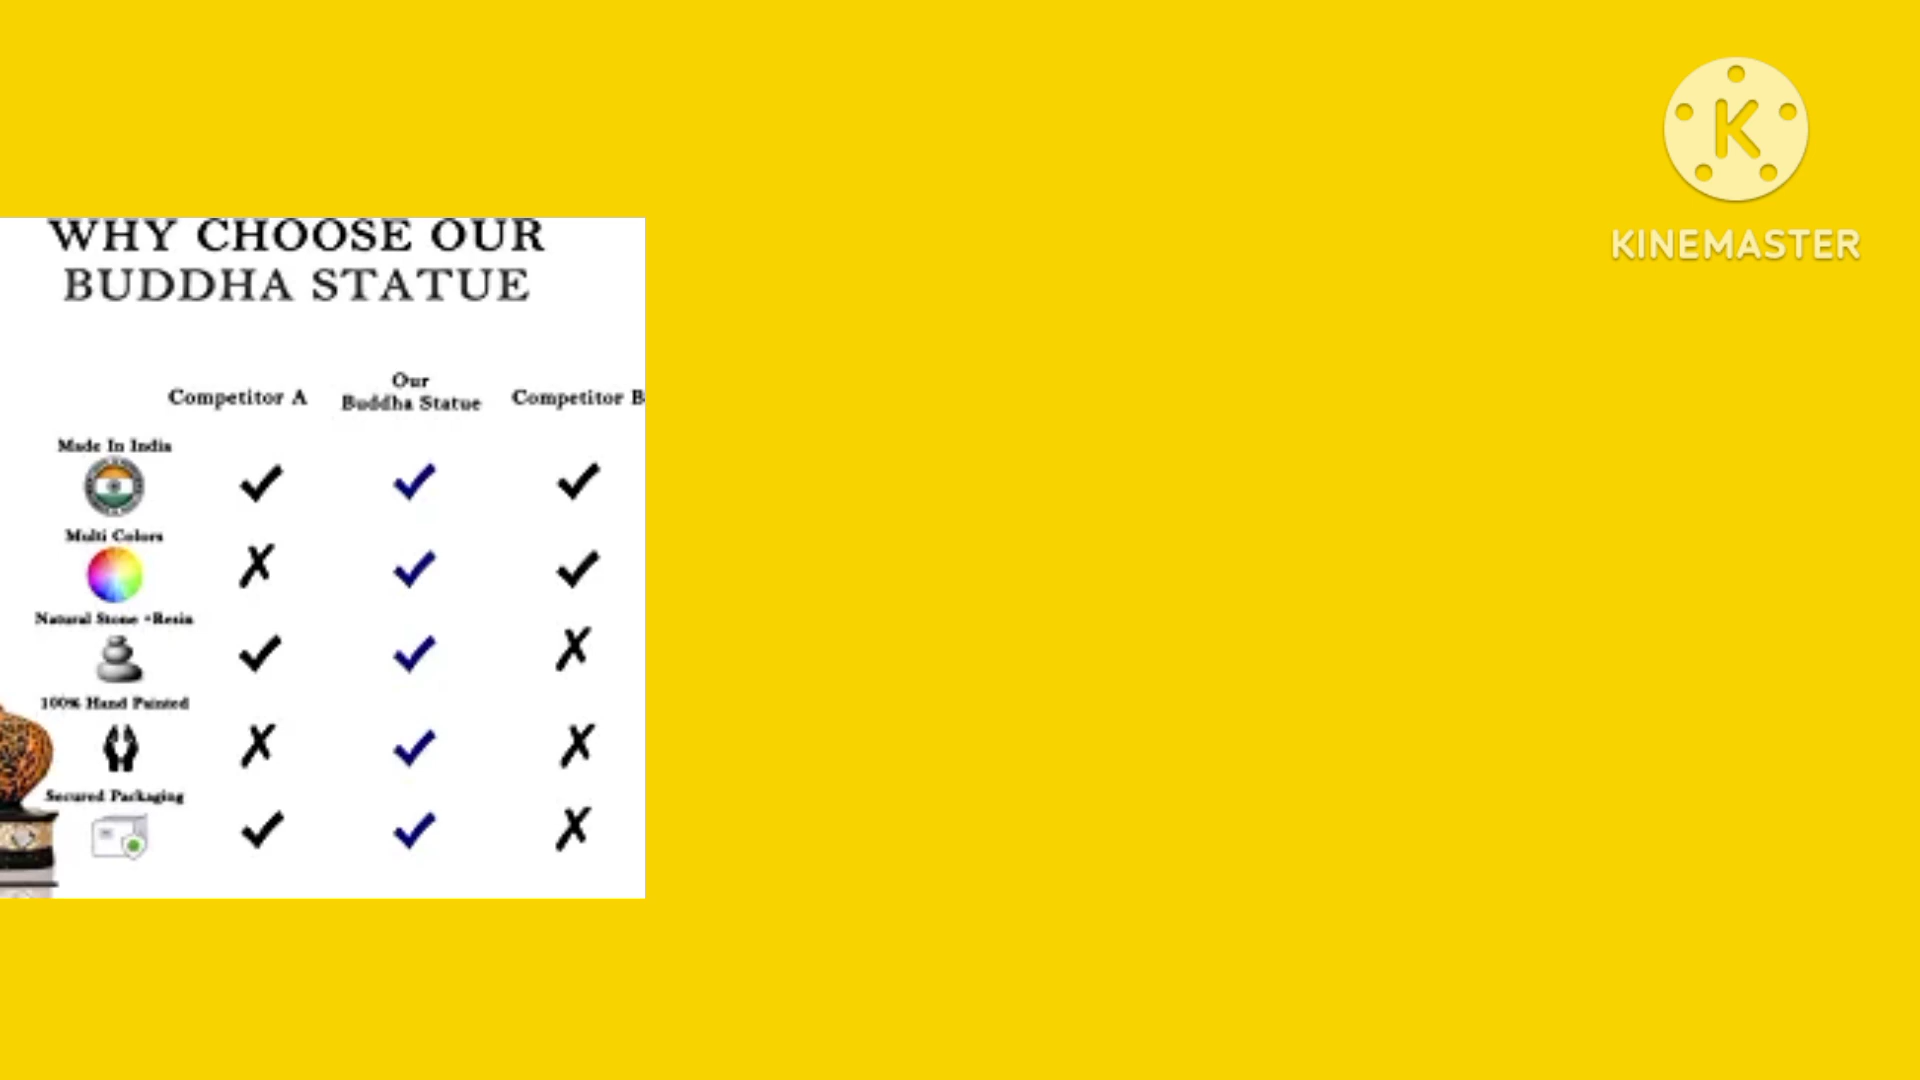 WHY CHOOSE OUR
BUDDHA STATUE
Competitor A
Our
Buddha Statue
Competitor B
Made In India
Multi Colors
Natural Stone +Resin
100% Hand Painted
Secured Packaging
K
KINEMASTER